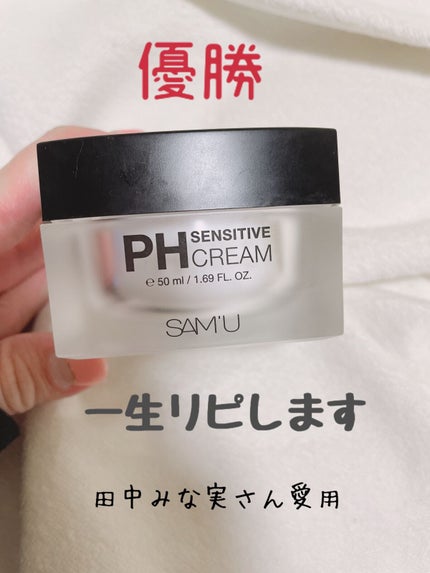 優勝
PH SENSITIVE
CREAM
℮ 50 ml / 1.69 FL. OZ.
SAM'U
一生リピします
田中みな実さん愛用